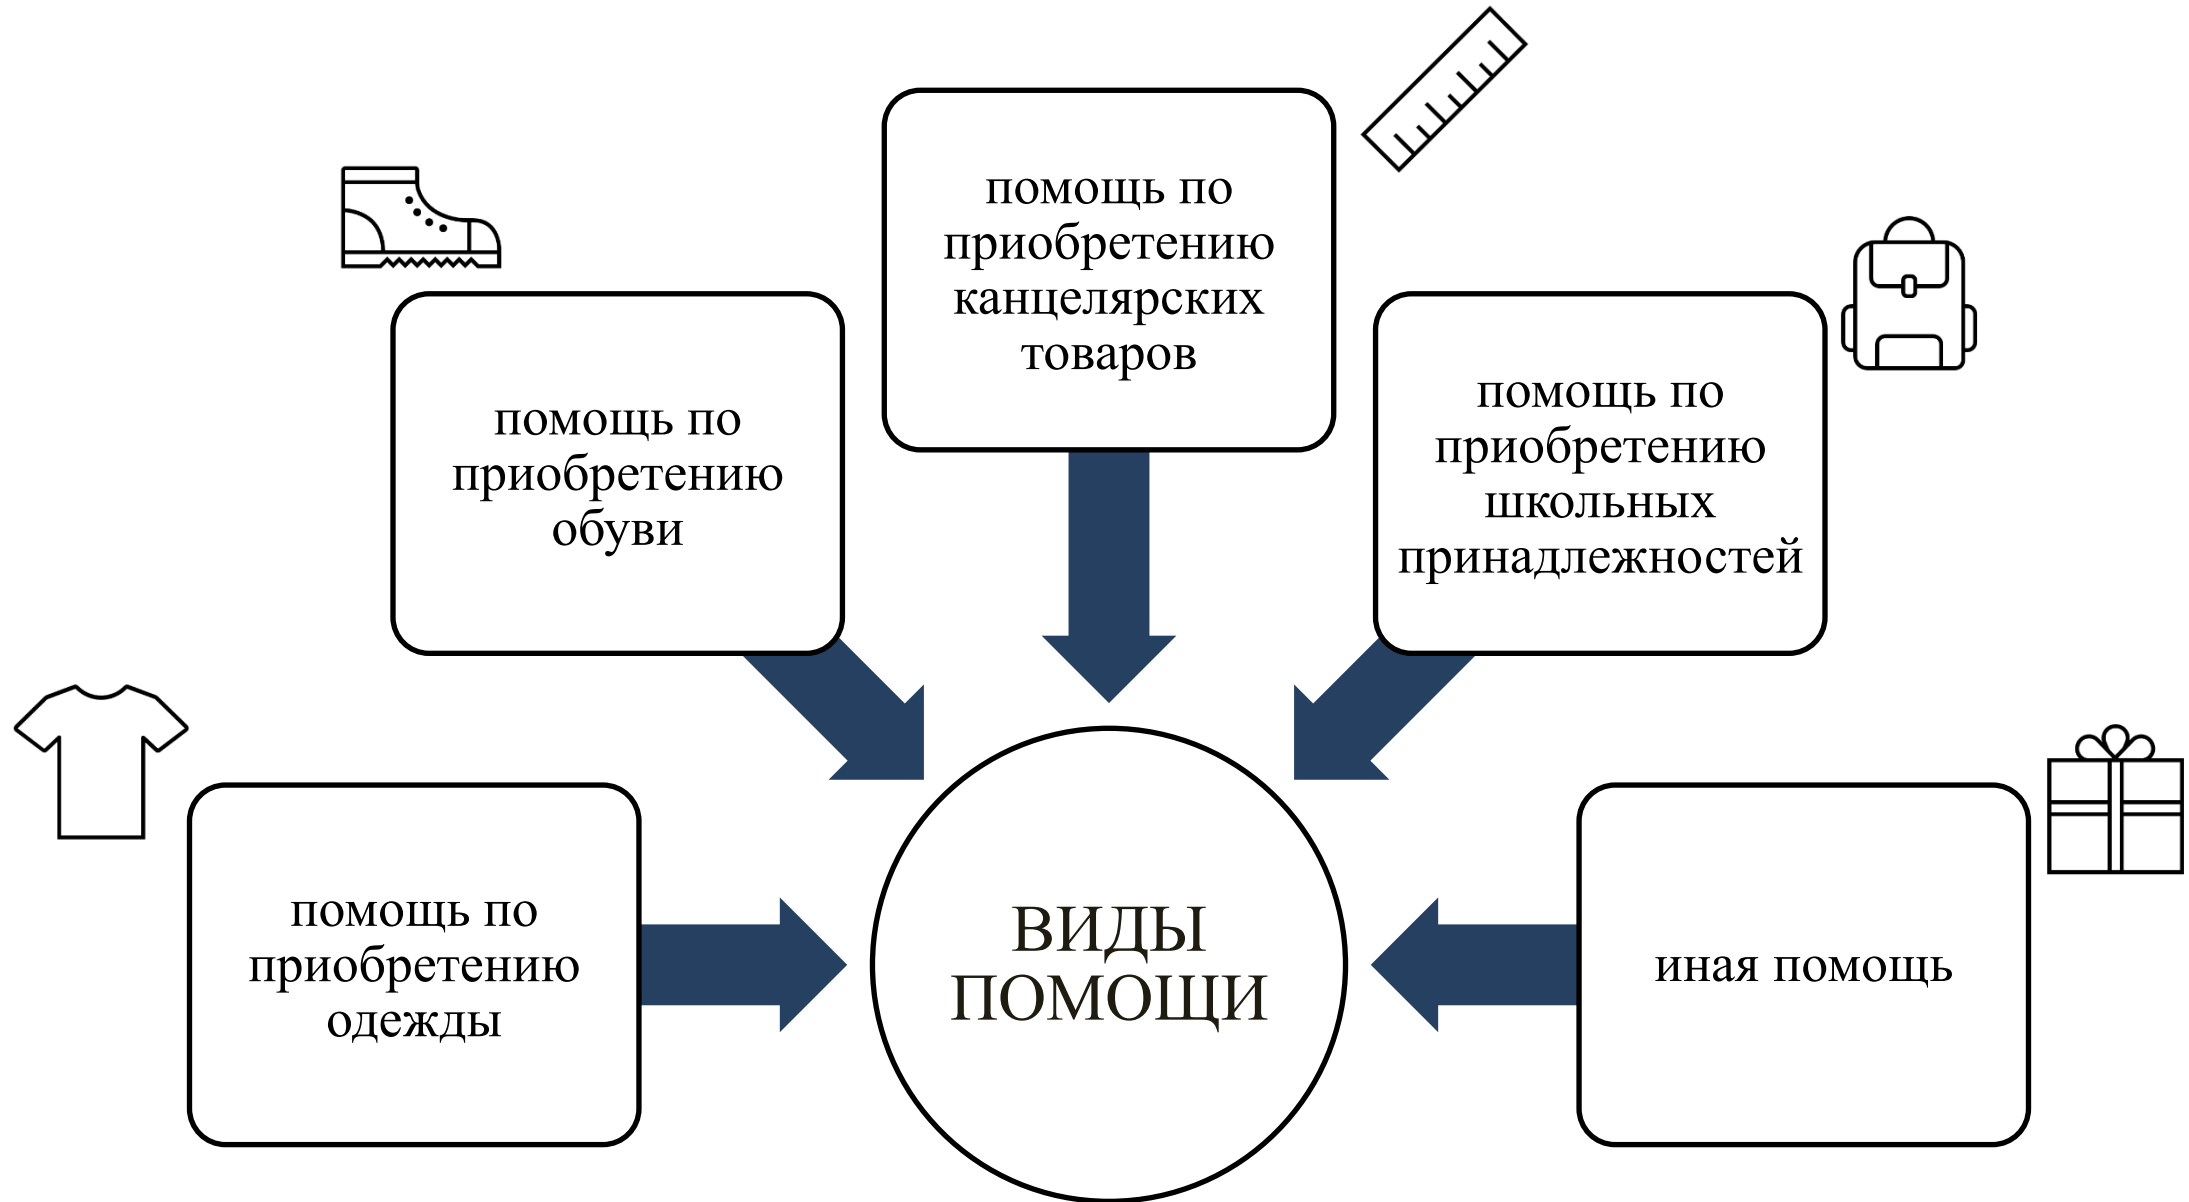 помощь по
приобретению
канцелярских
товаров
помощь по
приобретению
обуви
помощь по
приобретению
школьных
принадлежностей
помощь по
приобретению
одежды
ВИДЫ
ПОМОЩИ
иная помощь